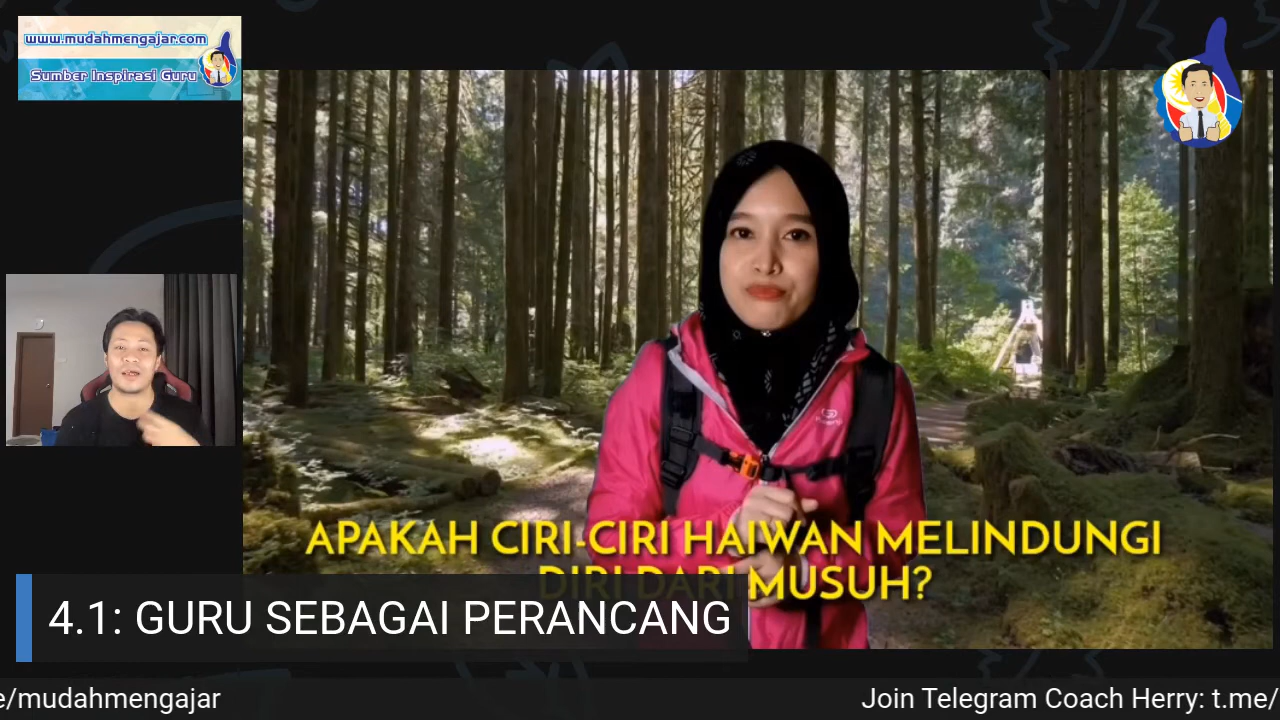 www.mudahmengajar.com
Sumber Inspirasi Guru
APAKAH CIRI-CIRI HAIWAN MELINDUNGI
DIRI DARI MUSUH?
4.1: GURU SEBAGAI PERANCANG
e/mudahmengajar
Join Telegram Coach Herry: t.me/